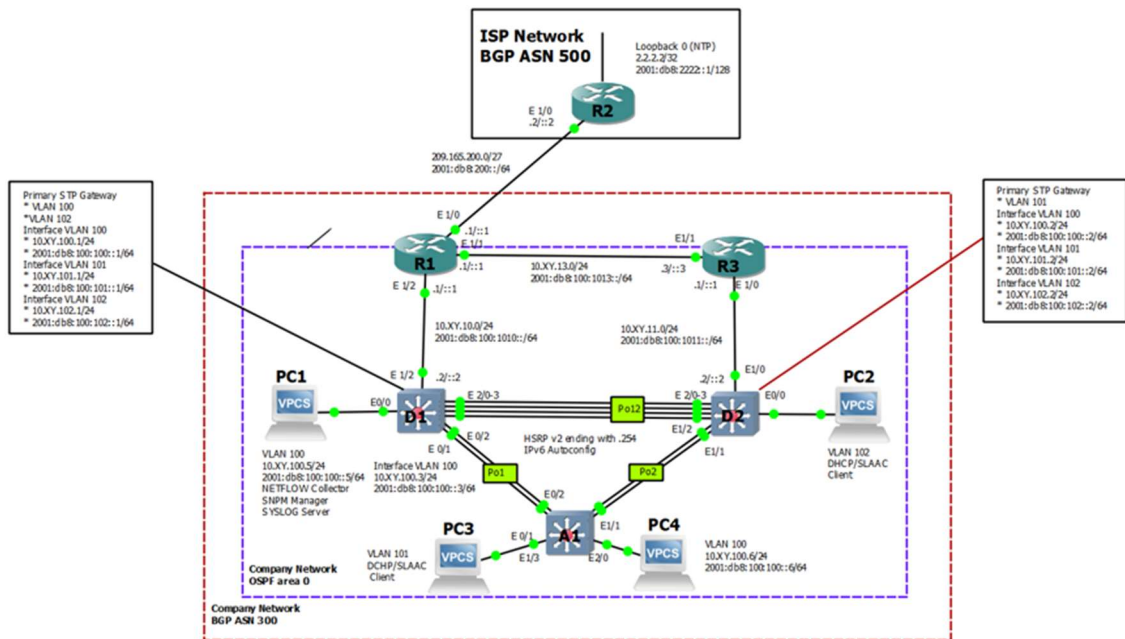 ISP Network
BGP ASN 500
Loopback 0 (NTP)
2.2.2.2/32
2001:db8:2222::1/128
R2
E 1/0
.2/::2
209.165.200.0/27
2001:db8:200::/64
Primary STP Gateway
* VLAN 100
*VLAN 102
Interface VLAN 100
* 10.XY.100.1/24
* 2001:db8:100:100::1/64
Interface VLAN 101
* 10.XY.101.1/24
* 2001:db8:100:101::1/64
Interface VLAN 102
* 10.XY.102.1/24
* 2001:db8:100:102::1/64
Primary STP Gateway
* VLAN 101
Interface VLAN 100
* 10.XY.100.2/24
* 2001:db8:100:100::2/64
Interface VLAN 101
* 10.XY.101.2/24
* 2001:db8:100:101::2/64
Interface VLAN 102
* 10.XY.102.2/24
* 2001:db8:100:102::2/64
E 1/0
.1/::1
E 1/1
R1
.1/::1
E 1/2
.1/::1
10.XY.13.0/24
2001:db8:100:1013::/64
E1/1
.3/::3
R3
.1/::1
E 1/0
10.XY.10.0/24
2001:db8:100:1010::/64
10.XY.11.0/24
2001:db8:100:1011::/64
E 1/2
.2/::2
E1/0
.2/::2
PC1
VPCS
E0/0
D1
E 2/0-3
Po12
E 2/0-3
D2
E0/0
PC2
VPCS
E 0/2
E 0/1
HSRP v2 ending with .254
IPv6 Autoconfig
E1/2
E1/1
VLAN 100
10.XY.100.5/24
2001:db8:100:100::5/64
NETFLOW Collector
SNPM Manager
SYSLOG Server
Interface VLAN 100
10.XY.100.3/24
2001:db8:100:100::3/64
Po1
Po2
VLAN 102
DHCP/SLAAC
Client
E0/2
A1
E1/1
PC3
VPCS
E 0/1
E1/3
E2/0
PC4
VPCS
VLAN 101
DCHP/SLAAC
Client
VLAN 100
10.XY.100.6/24
2001:db8:100:100::6/64
Company Network
OSPF area 0
Company Network
BGP ASN 300